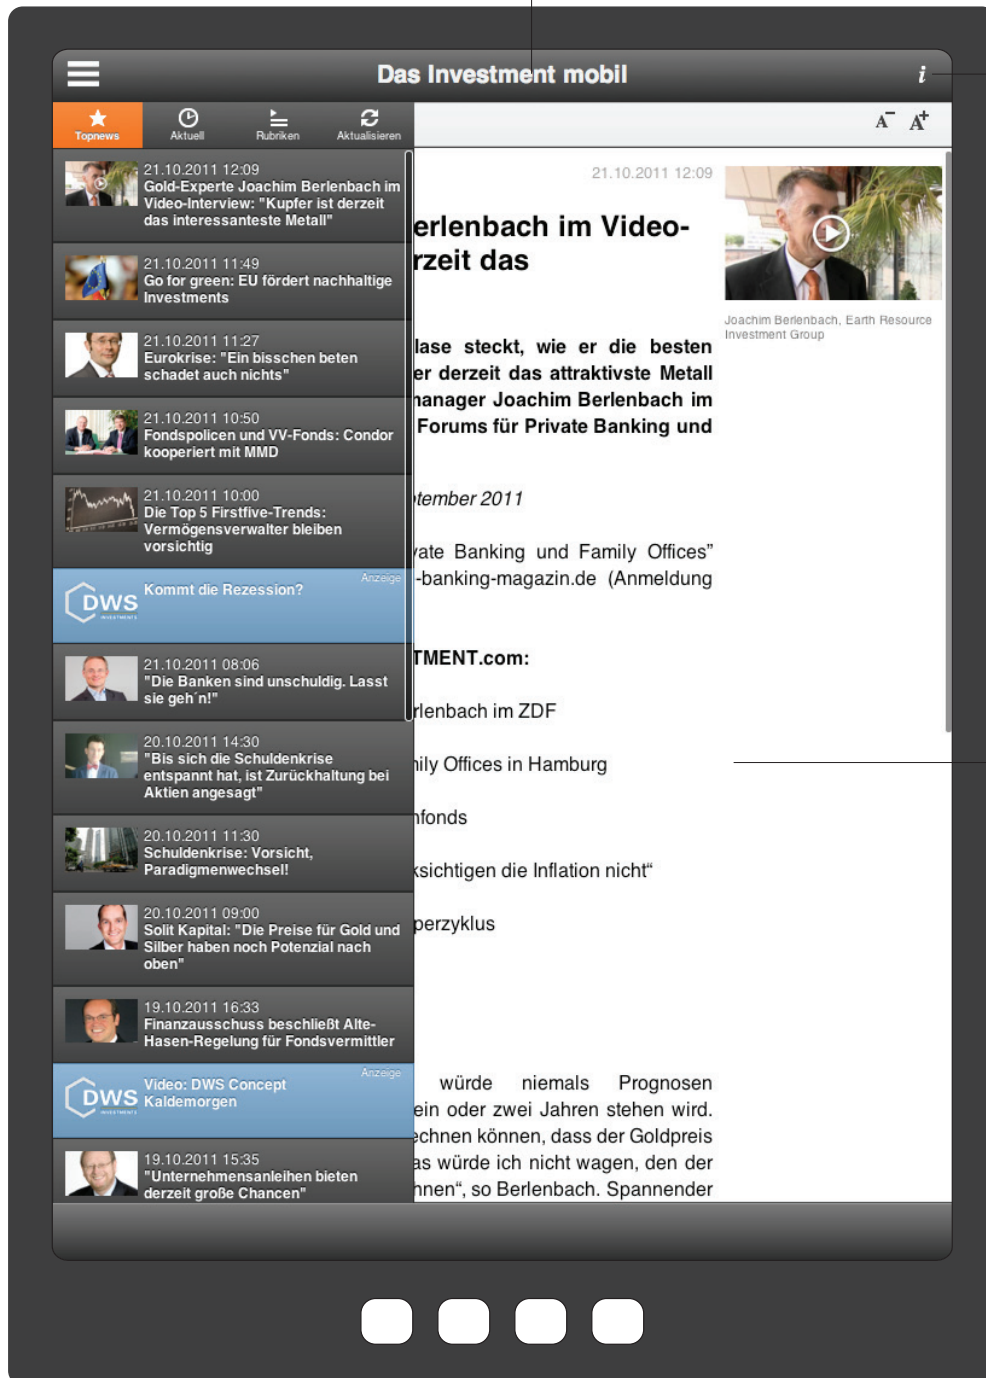 Das Investment mobil
i
Topnews
Aktuell
Rubriken
Aktualisieren
A- A+
21.10.2011 12:09
Gold-Experte Joachim Berlenbach im
Video-Interview: "Kupfer ist derzeit
das interessanteste Metall"
21.10.2011 11:49
Go for green: EU fördert nachhaltige
Investments
21.10.2011 11:27
Eurokrise: "Ein bisschen beten
schadet auch nichts"
21.10.2011 10:50
Fondspolicen und VV-Fonds: Condor
kooperiert mit MMD
21.10.2011 10:00
Die Top 5 Firstfive-Trends:
Vermögensverwalter bleiben
vorsichtig
Anzeige
DWS
INVESTMENTS
Kommt die Rezession?
21.10.2011 08:06
"Die Banken sind unschuldig. Lasst
sie geh´n!"
20.10.2011 14:30
"Bis sich die Schuldenkrise
entspannt hat, ist Zurückhaltung bei
Aktien angesagt"
20.10.2011 11:30
Schuldenkrise: Vorsicht,
Paradigmenwechsel!
20.10.2011 09:00
Solit Kapital: "Die Preise für Gold und
Silber haben noch Potenzial nach
oben"
19.10.2011 16:33
Finanzausschuss beschließt Alte-
Hasen-Regelung für Fondsvermittler
Anzeige
DWS
INVESTMENTS
Video: DWS Concept
Kaldemorgen
19.10.2011 15:35
"Unternehmensanleihen bieten
derzeit große Chancen"
21.10.2011 12:09
erlenbach im Video-
rzeit das
lase steckt, wie er die besten
er derzeit das attraktivste Metall
manager Joachim Berlenbach im
Forums für Private Banking und
tember 2011
vate Banking und Family Offices”
-banking-magazin.de (Anmeldung
TMENT.com:
rlenbach im ZDF
nily Offices in Hamburg
nfonds
ksichtigen die Inflation nicht“
perzyklus
würde niemals Prognosen
ein oder zwei Jahren stehen wird.
echnen können, dass der Goldpreis
as würde ich nicht wagen, den der
hnen“, so Berlenbach. Spannender
Joachim Berlenbach, Earth Resource
Investment Group